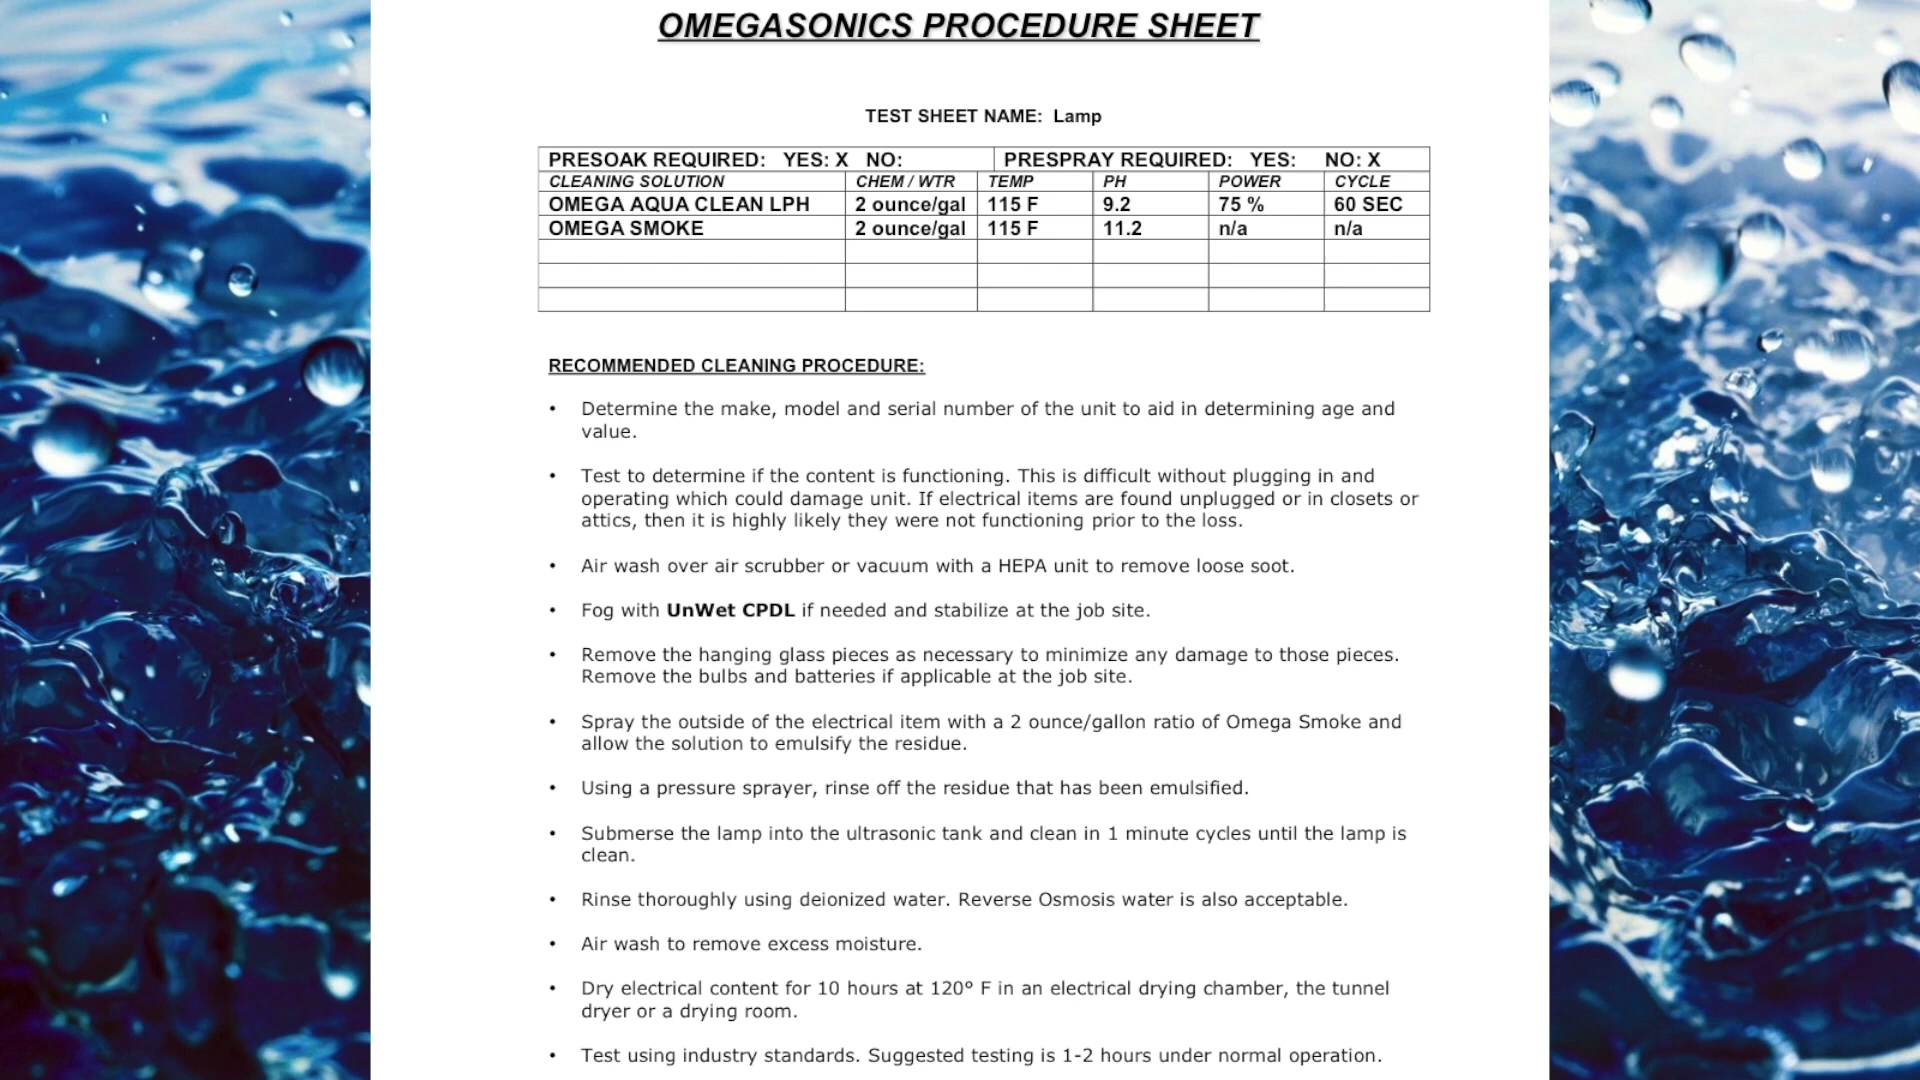 OMEGASONICS PROCEDURE SHEET
TEST SHEET NAME: Lamp
PRESOAK REQUIRED: YES: X NO: PRESPRAY REQUIRED: YES: NO: X
CLEANING SOLUTION CHEM / WTR TEMP PH POWER CYCLE
OMEGA AQUA CLEAN LPH 2 ounce/gal 115 F 9.2 75 % 60 SEC
OMEGA SMOKE 2 ounce/gal 115 F 11.2 n/a n/a
RECOMMENDED CLEANING PROCEDURE:
• Determine the make, model and serial number of the unit to aid in determining age and
value.
• Test to determine if the content is functioning. This is difficult without plugging in and
operating which could damage unit. If electrical items are found unplugged or in closets or
attics, then it is highly likely they were not functioning prior to the loss.
• Air wash over air scrubber or vacuum with a HEPA unit to remove loose soot.
• Fog with UnWet CPDL if needed and stabilize at the job site.
• Remove the hanging glass pieces as necessary to minimize any damage to those pieces.
Remove the bulbs and batteries if applicable at the job site.
• Spray the outside of the electrical item with a 2 ounce/gallon ratio of Omega Smoke and
allow the solution to emulsify the residue.
• Using a pressure sprayer, rinse off the residue that has been emulsified.
• Submerse the lamp into the ultrasonic tank and clean in 1 minute cycles until the lamp is
clean.
• Rinse thoroughly using deionized water. Reverse Osmosis water is also acceptable.
• Air wash to remove excess moisture.
• Dry electrical content for 10 hours at 120° F in an electrical drying chamber, the tunnel
dryer or a drying room.
• Test using industry standards. Suggested testing is 1-2 hours under normal operation.